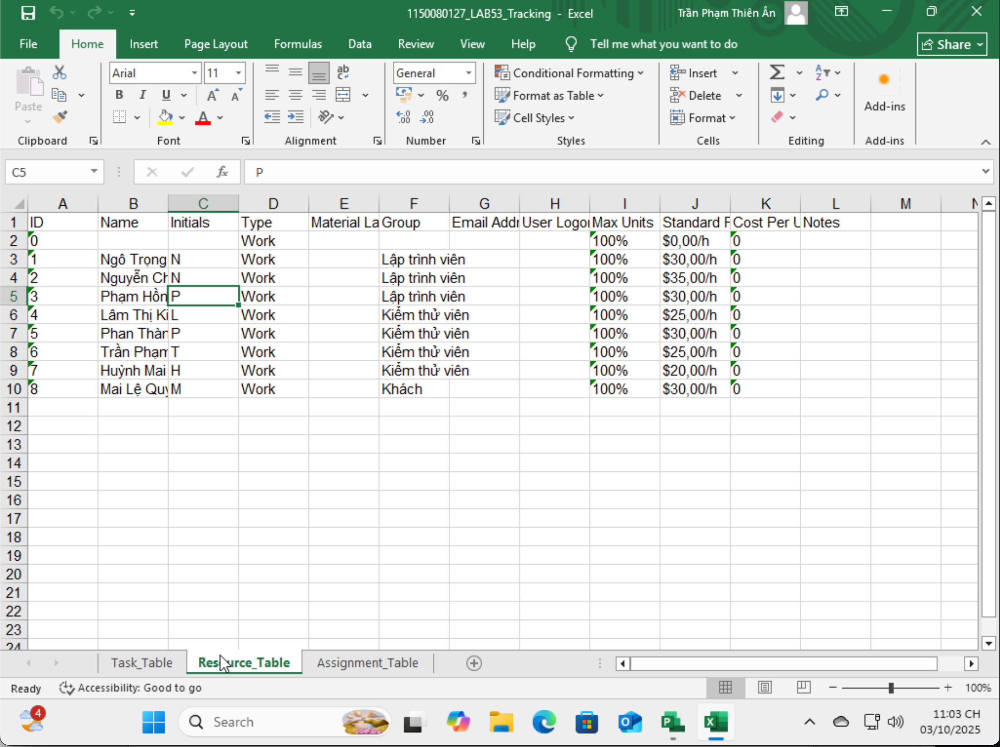 1150080127_LAB53_Tracking - Excel
Trần Phạm Thiên Ân
File Home Insert Page Layout Formulas Data Review View Help Tell me what you want to do Share
Paste
Clipboard
Arial 11
B I U A A
A
Font
ab
Alignment
General
%
Number
Conditional Formatting
Format as Table
Cell Styles
Styles
Insert
Delete
Format
Cells
Editing
Add-ins
Add-ins
C5 fx P
A B C D E F G H I J K L M N
1 ID Name Initials Type Material La Group Email Addr User Logo Max Units Standard R Cost Per U Notes
2 0 Work 100% $0,00/h 0
3 1 Ngô Trọng N Work Lập trình viên 100% $30,00/h 0
4 2 Nguyễn Ch N Work Lập trình viên 100% $35,00/h 0
5 3 Phạm Hồn P Work Lập trình viên 100% $30,00/h 0
6 4 Lâm Thị Ki L Work Kiểm thử viên 100% $25,00/h 0
7 5 Phan Thàn P Work Kiểm thử viên 100% $30,00/h 0
8 6 Trần Phạm T Work Kiểm thử viên 100% $25,00/h 0
9 7 Huỳnh Mai H Work Kiểm thử viên 100% $20,00/h 0
10 8 Mai Lệ Quy M Work Khách 100% $30,00/h 0
11
12
13
14
15
16
17
18
19
20
21
22
23
24
Task_Table Resource_Table Assignment_Table
Ready Accessibility: Good to go 100%
4
Search
11:03 CH
03/10/2025